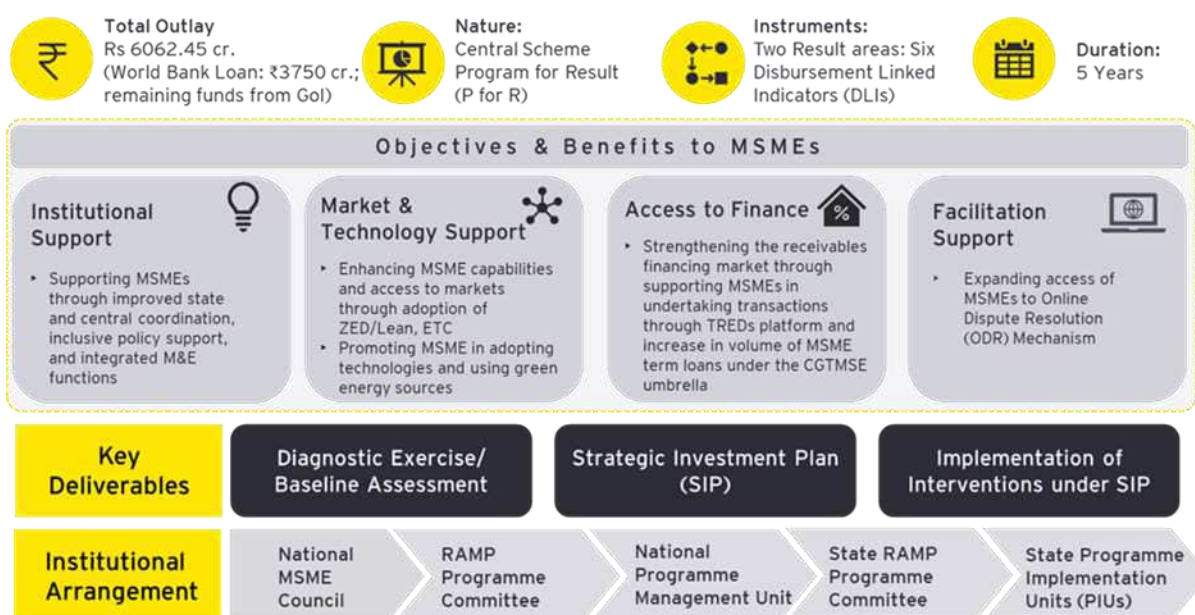 Total Outlay
Rs 6062.45 cr.
(World Bank Loan: ₹3750 cr.;
remaining funds from GoI)
Nature:
Central Scheme
Program for Result
(P for R)
Instruments:
Two Result areas: Six
Disbursement Linked
Indicators (DLIs)
Duration:
5 Years
Objectives & Benefits to MSMEs
Institutional
Support
‣ Supporting MSMEs
through improved state
and central coordination,
inclusive policy support,
and integrated M&E
functions
Market &
Technology Support
‣ Enhancing MSME capabilities
and access to markets
through adoption of
ZED/Lean, ETC
‣ Promoting MSME in adopting
technologies and using green
energy sources
Access to Finance
%
‣ Strengthening the receivables
financing market through
supporting MSMEs in
undertaking transactions
through TREDs platform and
increase in volume of MSME
term loans under the CGTMSE
umbrella
Facilitation
Support
‣ Expanding access of
MSMEs to Online
Dispute Resolution
(ODR) Mechanism
Key
Deliverables
Diagnostic Exercise/
Baseline Assessment
Strategic Investment Plan
(SIP)
Implementation of
Interventions under SIP
Institutional
Arrangement
National
MSME
Council
RAMP
Programme
Committee
National
Programme
Management Unit
State RAMP
Programme
Committee
State Programme
Implementation
Units (PIUs)